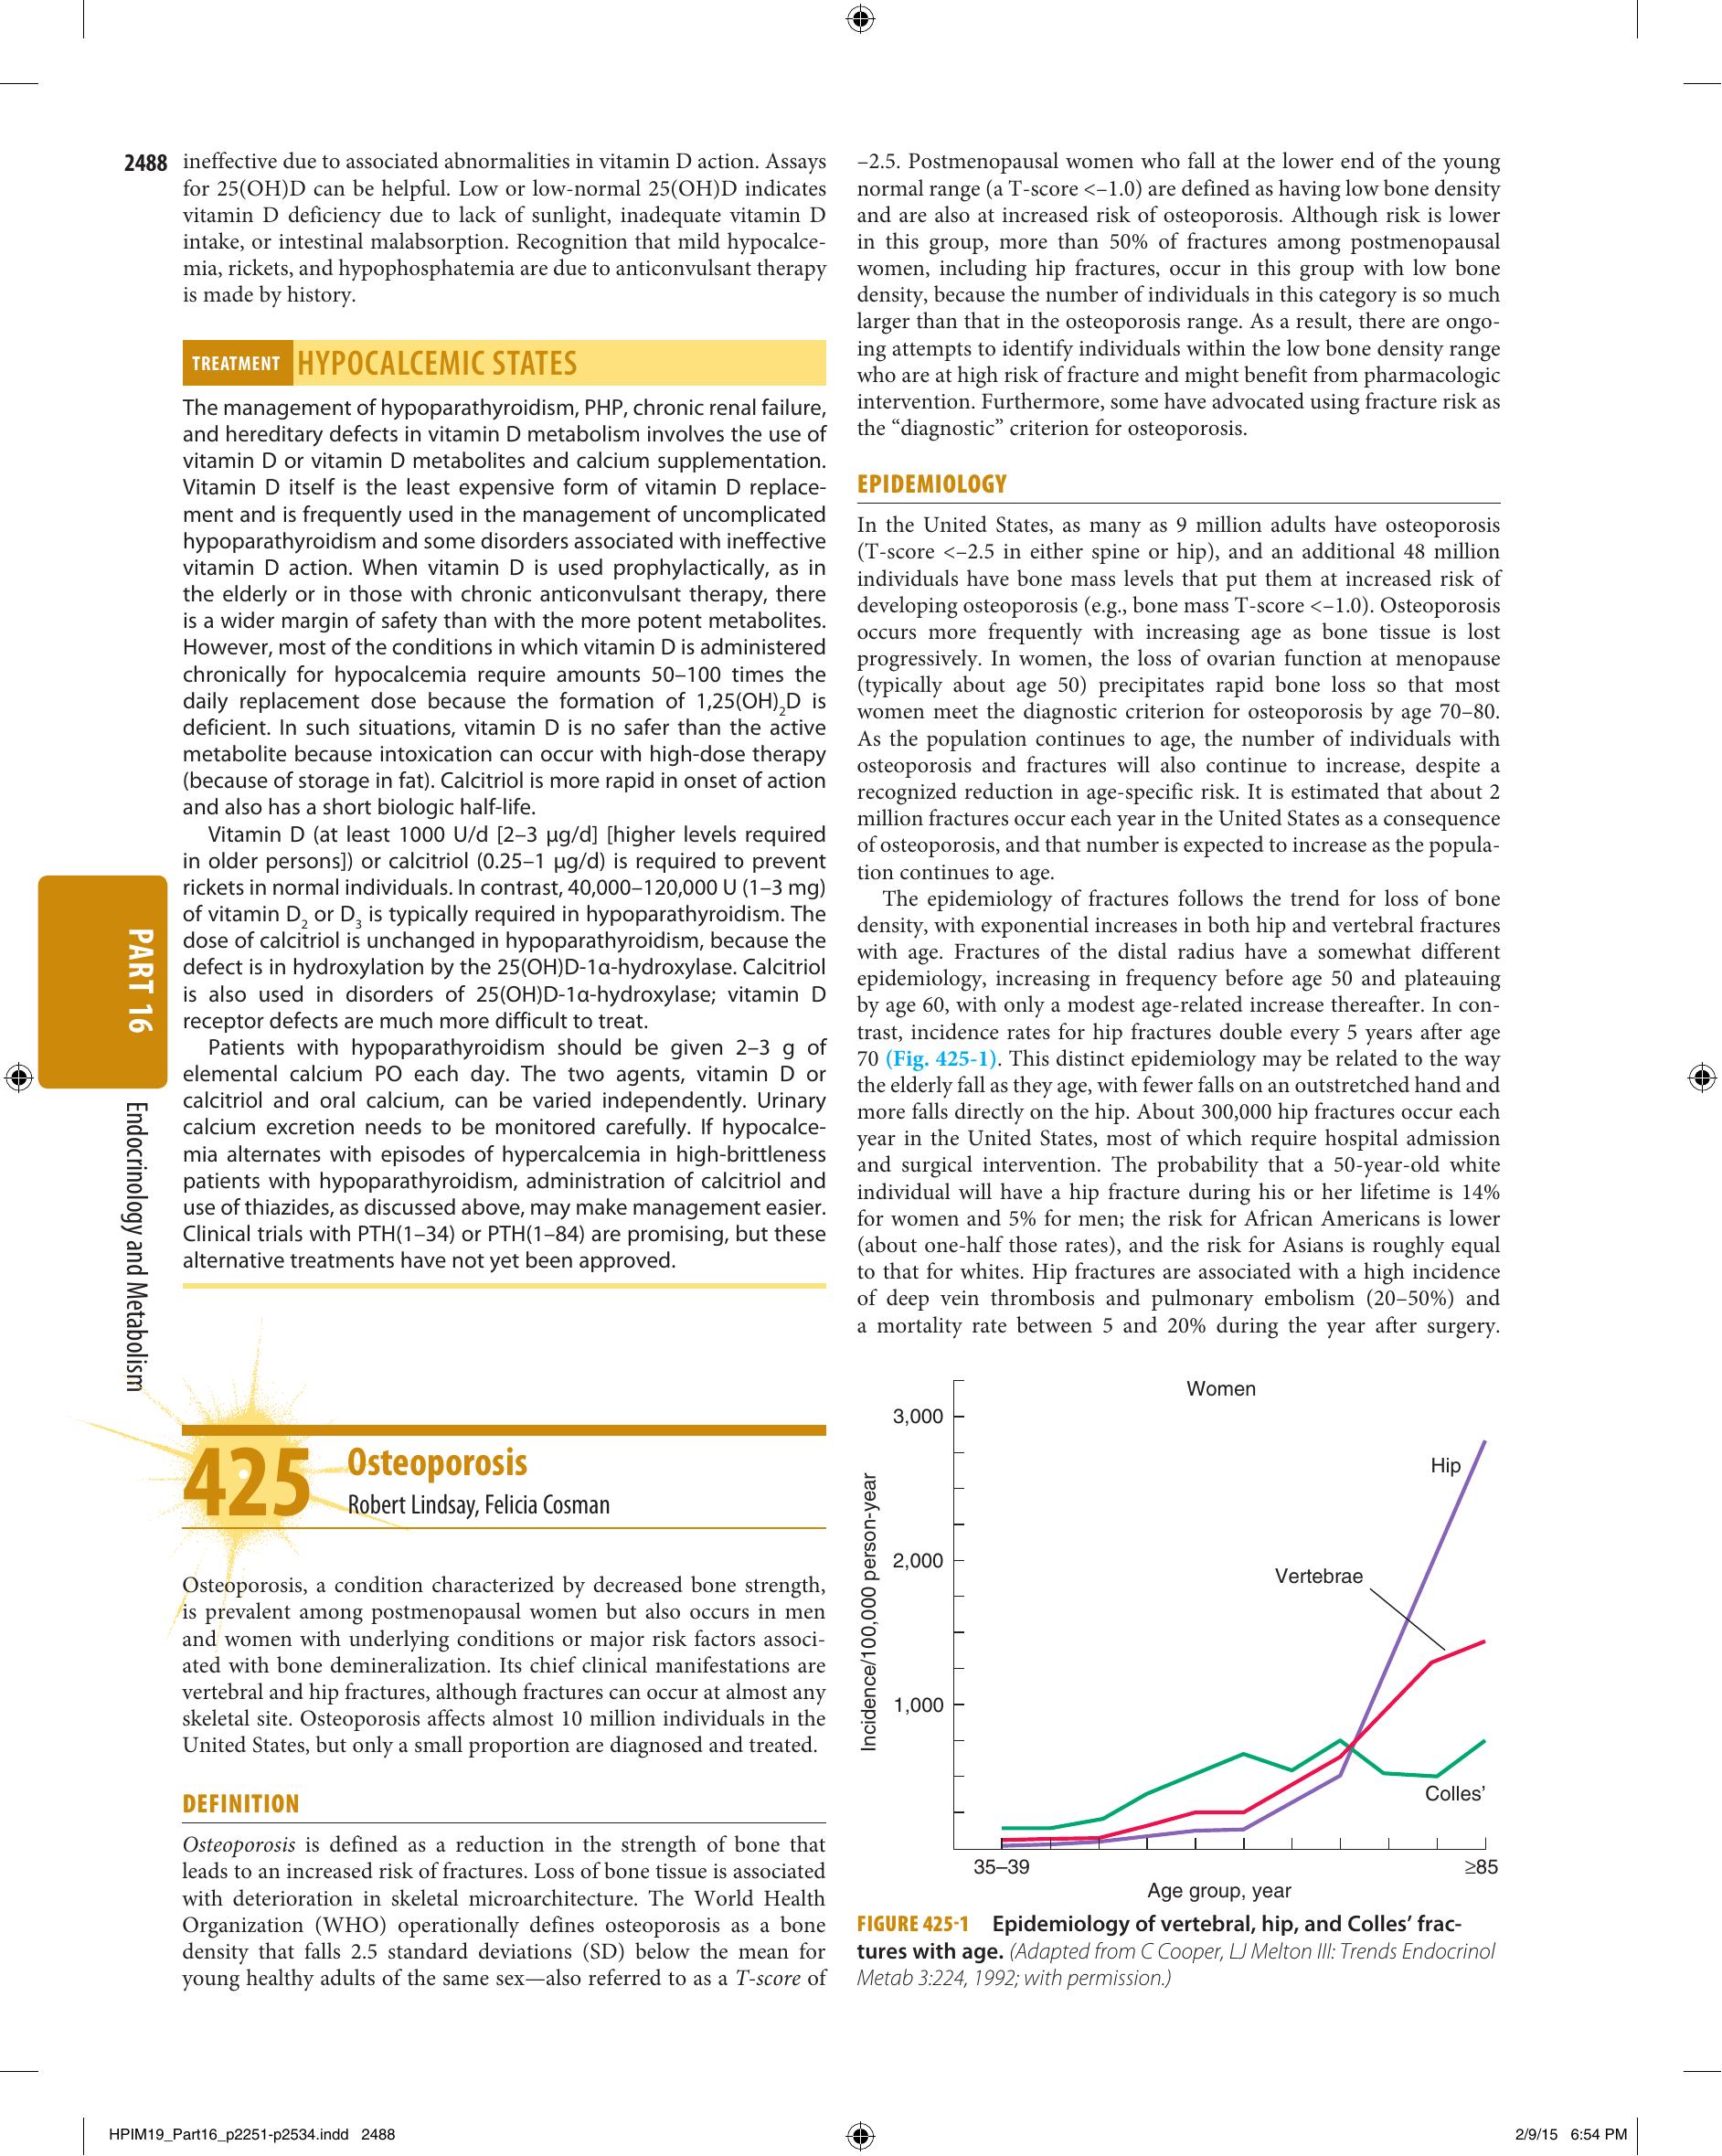 2488
ineffective due to associated abnormalities in vitamin D action. Assays
for 25(OH)D can be helpful. Low or low-normal 25(OH)D indicates
vitamin D deficiency due to lack of sunlight, inadequate vitamin D
intake, or intestinal malabsorption. Recognition that mild hypocalce-
mia, rickets, and hypophosphatemia are due to anticonvulsant therapy
is made by history.
TREATMENT HYPOCALCEMIC STATES
The management of hypoparathyroidism, PHP, chronic renal failure,
and hereditary defects in vitamin D metabolism involves the use of
vitamin D or vitamin D metabolites and calcium supplementation.
Vitamin D itself is the least expensive form of vitamin D replace-
ment and is frequently used in the management of uncomplicated
hypoparathyroidism and some disorders associated with ineffective
vitamin D action. When vitamin D is used prophylactically, as in
the elderly or in those with chronic anticonvulsant therapy, there
is a wider margin of safety than with the more potent metabolites.
However, most of the conditions in which vitamin D is administered
chronically for hypocalcemia require amounts 50–100 times the
daily replacement dose because the formation of 1,25(OH)₂D is
deficient. In such situations, vitamin D is no safer than the active
metabolite because intoxication can occur with high-dose therapy
(because of storage in fat). Calcitriol is more rapid in onset of action
and also has a short biologic half-life.
Vitamin D (at least 1000 U/d [2–3 μg/d] [higher levels required
in older persons]) or calcitriol (0.25–1 μg/d) is required to prevent
rickets in normal individuals. In contrast, 40,000–120,000 U (1–3 mg)
of vitamin D₂ or D₃ is typically required in hypoparathyroidism. The
dose of calcitriol is unchanged in hypoparathyroidism, because the
defect is in hydroxylation by the 25(OH)D-1α-hydroxylase. Calcitriol
is also used in disorders of 25(OH)D-1α-hydroxylase; vitamin D
receptor defects are much more difficult to treat.
Patients with hypoparathyroidism should be given 2–3 g of
elemental calcium PO each day. The two agents, vitamin D or
calcitriol and oral calcium, can be varied independently. Urinary
calcium excretion needs to be monitored carefully. If hypocalce-
mia alternates with episodes of hypercalcemia in high-brittleness
patients with hypoparathyroidism, administration of calcitriol and
use of thiazides, as discussed above, may make management easier.
Clinical trials with PTH(1–34) or PTH(1–84) are promising, but these
alternative treatments have not yet been approved.
PART 16
Endocrinology and Metabolism
425 Osteoporosis
Robert Lindsay, Felicia Cosman
Osteoporosis, a condition characterized by decreased bone strength,
is prevalent among postmenopausal women but also occurs in men
and women with underlying conditions or major risk factors associ-
ated with bone demineralization. Its chief clinical manifestations are
vertebral and hip fractures, although fractures can occur at almost any
skeletal site. Osteoporosis affects almost 10 million individuals in the
United States, but only a small proportion are diagnosed and treated.
DEFINITION
Osteoporosis is defined as a reduction in the strength of bone that
leads to an increased risk of fractures. Loss of bone tissue is associated
with deterioration in skeletal microarchitecture. The World Health
Organization (WHO) operationally defines osteoporosis as a bone
density that falls 2.5 standard deviations (SD) below the mean for
young healthy adults of the same sex—also referred to as a T-score of
–2.5. Postmenopausal women who fall at the lower end of the young
normal range (a T-score <–1.0) are defined as having low bone density
and are also at increased risk of osteoporosis. Although risk is lower
in this group, more than 50% of fractures among postmenopausal
women, including hip fractures, occur in this group with low bone
density, because the number of individuals in this category is so much
larger than that in the osteoporosis range. As a result, there are ongo-
ing attempts to identify individuals within the low bone density range
who are at high risk of fracture and might benefit from pharmacologic
intervention. Furthermore, some have advocated using fracture risk as
the “diagnostic” criterion for osteoporosis.
EPIDEMIOLOGY
In the United States, as many as 9 million adults have osteoporosis
(T-score <–2.5 in either spine or hip), and an additional 48 million
individuals have bone mass levels that put them at increased risk of
developing osteoporosis (e.g., bone mass T-score <–1.0). Osteoporosis
occurs more frequently with increasing age as bone tissue is lost
progressively. In women, the loss of ovarian function at menopause
(typically about age 50) precipitates rapid bone loss so that most
women meet the diagnostic criterion for osteoporosis by age 70–80.
As the population continues to age, the number of individuals with
osteoporosis and fractures will also continue to increase, despite a
recognized reduction in age-specific risk. It is estimated that about 2
million fractures occur each year in the United States as a consequence
of osteoporosis, and that number is expected to increase as the popula-
tion continues to age.
The epidemiology of fractures follows the trend for loss of bone
density, with exponential increases in both hip and vertebral fractures
with age. Fractures of the distal radius have a somewhat different
epidemiology, increasing in frequency before age 50 and plateauing
by age 60, with only a modest age-related increase thereafter. In con-
trast, incidence rates for hip fractures double every 5 years after age
70 (Fig. 425-1). This distinct epidemiology may be related to the way
the elderly fall as they age, with fewer falls on an outstretched hand and
more falls directly on the hip. About 300,000 hip fractures occur each
year in the United States, most of which require hospital admission
and surgical intervention. The probability that a 50-year-old white
individual will have a hip fracture during his or her lifetime is 14%
for women and 5% for men; the risk for African Americans is lower
(about one-half those rates), and the risk for Asians is roughly equal
to that for whites. Hip fractures are associated with a high incidence
of deep vein thrombosis and pulmonary embolism (20–50%) and
a mortality rate between 5 and 20% during the year after surgery.
Women
3,000
Hip
Incidence/100,000 person-year
2,000
Vertebrae
1,000
Colles’
35–39
≥85
Age group, year
FIGURE 425-1 Epidemiology of vertebral, hip, and Colles’ frac-
tures with age. (Adapted from C Cooper, LJ Melton III: Trends Endocrinol
Metab 3:224, 1992; with permission.)
HPIM19_Part16_p2251-p2534.indd 2488
2/9/15 6:54 PM